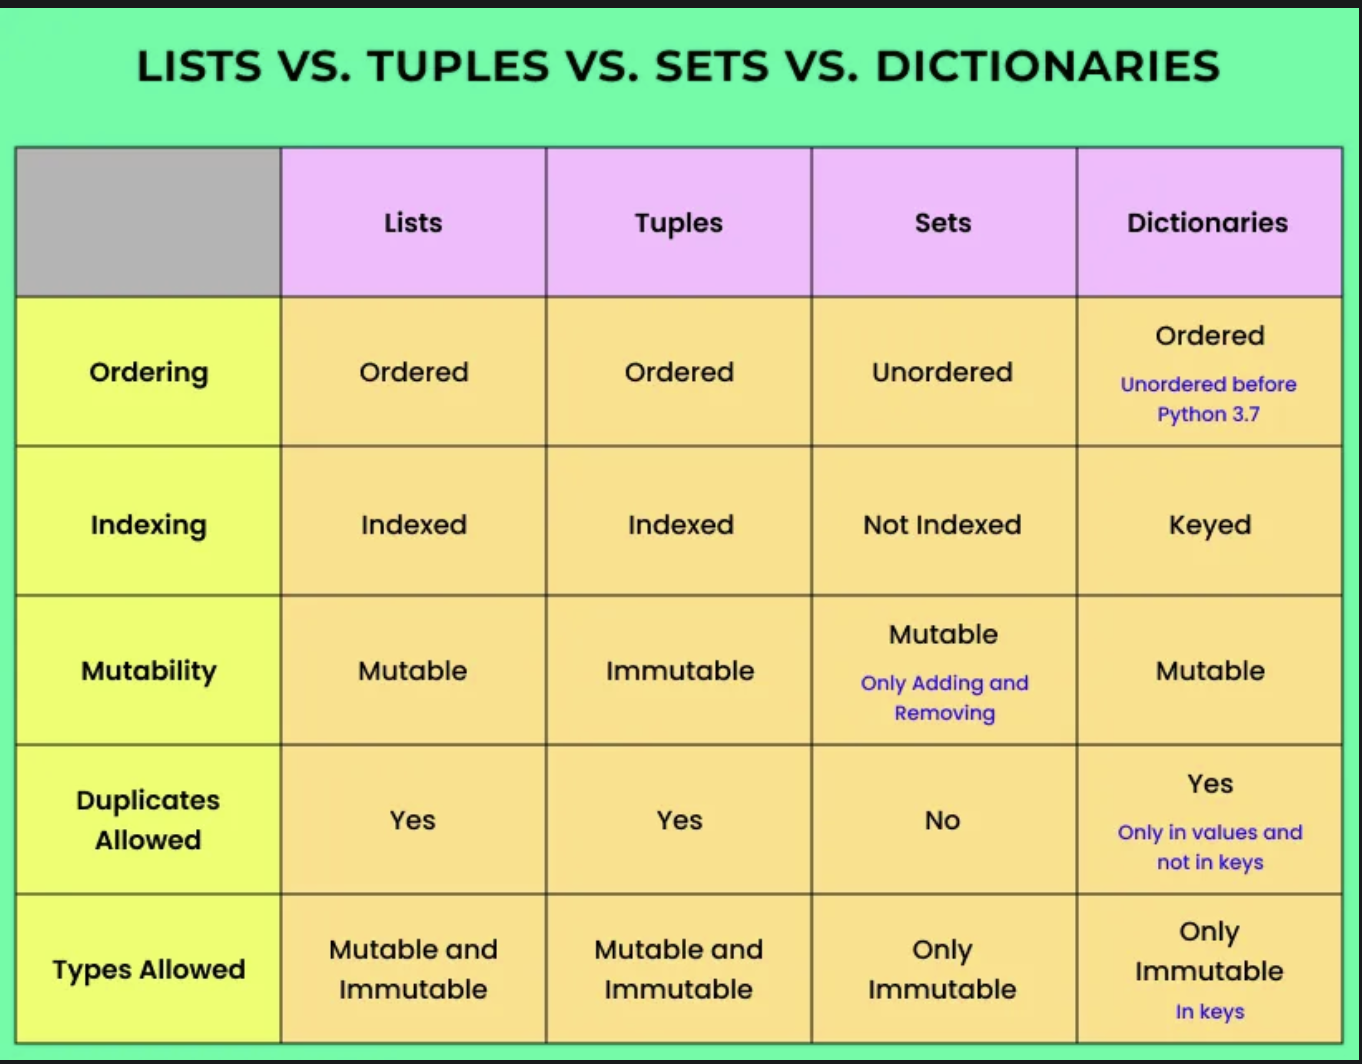 LISTS VS. TUPLES VS. SETS VS. DICTIONARIES
Lists Tuples Sets Dictionaries
Ordering Ordered Ordered Unordered Ordered
Unordered before
Python 3.7
Indexing Indexed Indexed Not Indexed Keyed
Mutability Mutable Immutable Mutable
Only Adding and
Removing
Mutable
Duplicates
Allowed
Yes Yes No Yes
Only in values and
not in keys
Types Allowed
Mutable and
Immutable
Mutable and
Immutable
Only
Immutable
Only
Immutable
In keys